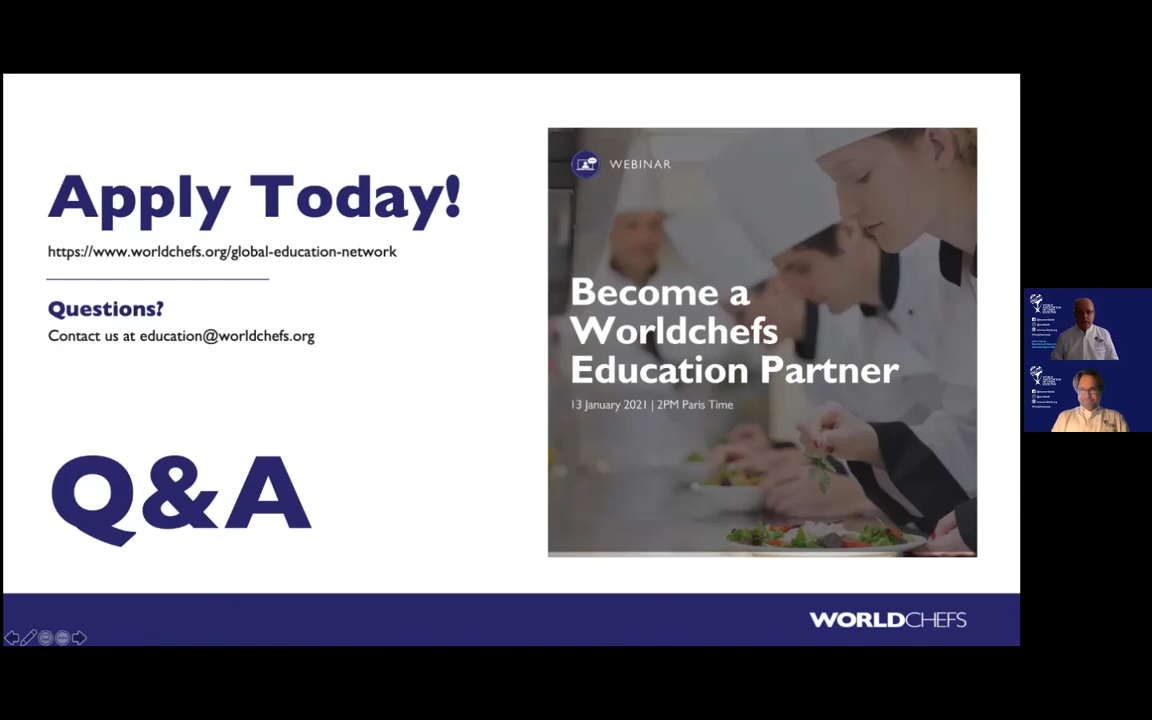 Apply Today!
https://www.worldchefs.org/global-education-network
Questions?
Contact us at education@worldchefs.org
Q&A
WEBINAR
Become a
Worldchefs
Education Partner
13 January 2021 | 2PM Paris Time
WORLDCHEFS